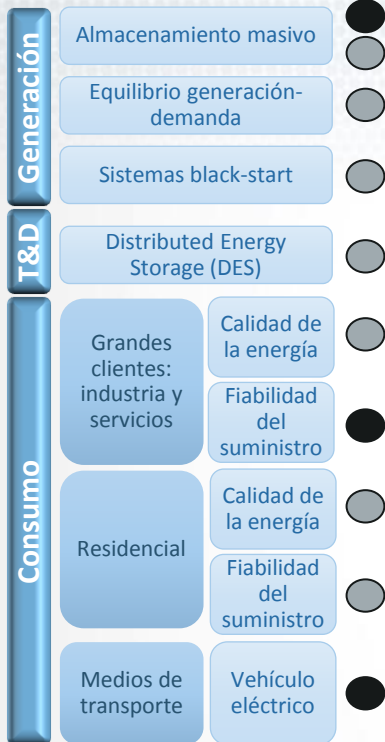 Generación
Almacenamiento masivo
Equilibrio generación-
demanda
Sistemas black-start
T&D
Distributed Energy
Storage (DES)
Consumo
Grandes
clientes:
industria y
servicios
Calidad de
la energía
Fiabilidad
del
suministro
Residencial
Calidad de
la energía
Fiabilidad
del
suministro
Medios de
transporte
Vehículo
eléctrico